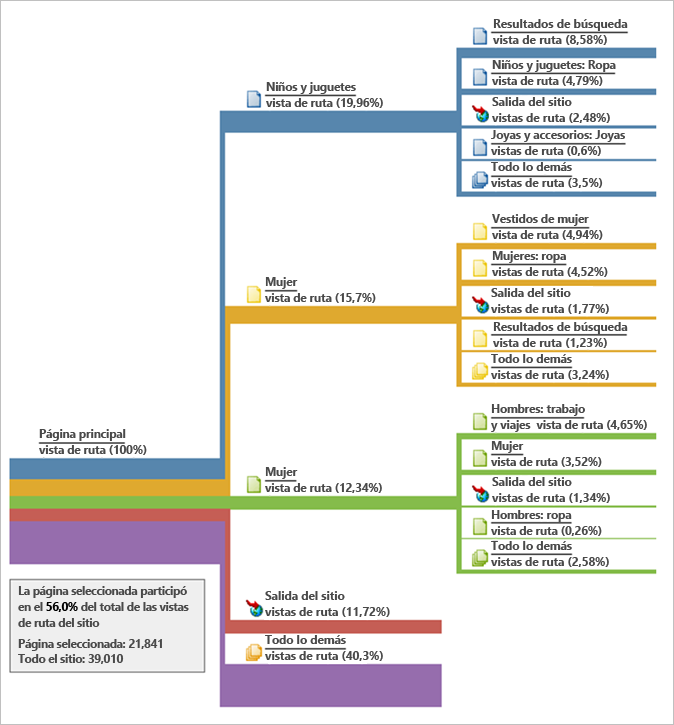 Resultados de búsqueda
vista de ruta (8,58%)
Niños y juguetes: Ropa
vista de ruta (4,79%)
Salida del sitio
vistas de ruta (2,48%)
Joyas y accesorios: Joyas
vistas de ruta (0,6%)
Todo lo demás
vistas de ruta (3,5%)
Niños y juguetes
vista de ruta (19,96%)
Vestidos de mujer
vista de ruta (4,94%)
Mujeres: ropa
vistas de ruta (4,52%)
Salida del sitio
vistas de ruta (1,77%)
Resultados de búsqueda
vista de ruta (1,23%)
Todo lo demás
vistas de ruta (3,24%)
Mujer
vista de ruta (15,7%)
Hombres: trabajo
y viajes vista de ruta (4,65%)
Mujer
vista de ruta (3,52%)
Salida del sitio
vistas de ruta (1,34%)
Hombres: ropa
vistas de ruta (0,26%)
Todo lo demás
vistas de ruta (2,58%)
Página principal
vista de ruta (100%)
Mujer
vista de ruta (12,34%)
Salida del sitio
vistas de ruta (11,72%)
Todo lo demás
vistas de ruta (40,3%)
La página seleccionada participó
en el 56,0% del total de las vistas
de ruta del sitio
Página seleccionada: 21,841
Todo el sitio: 39,010